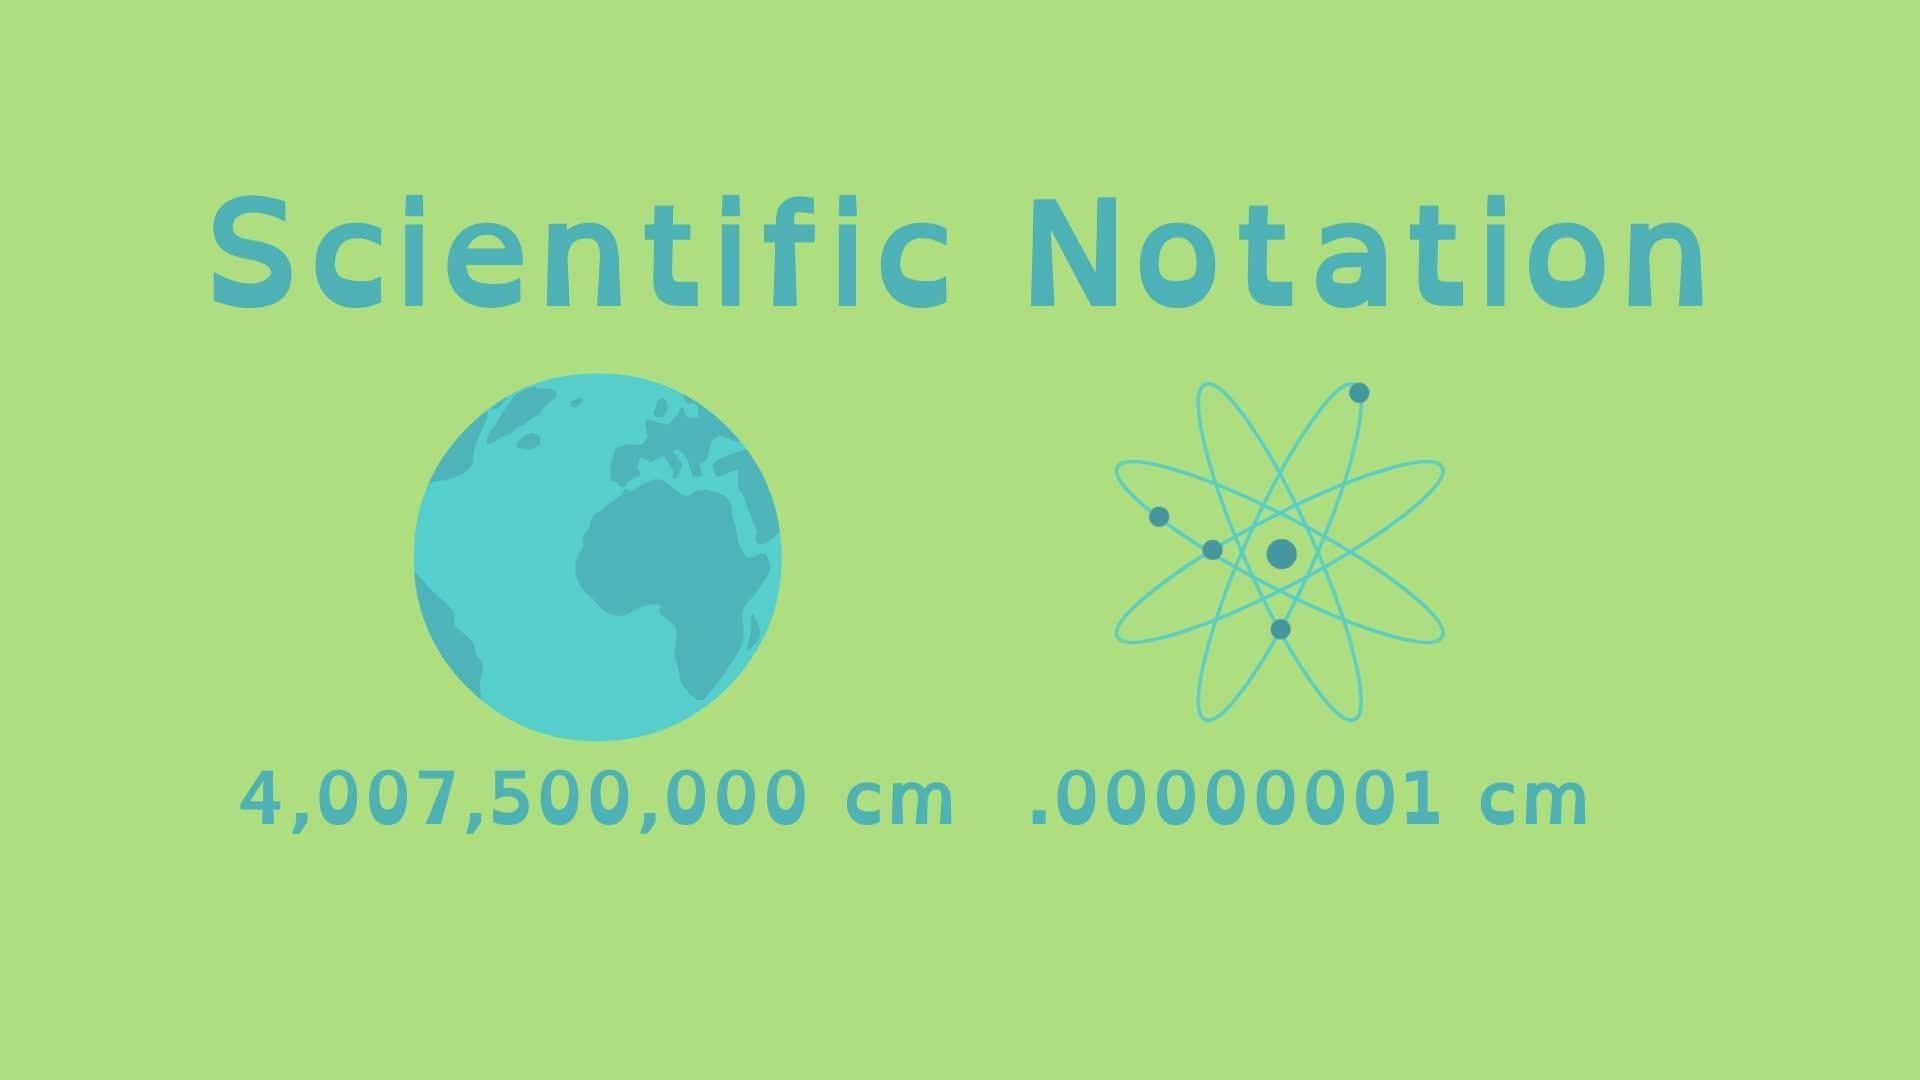 Scientific Notation
4,007,500,000 cm .00000001 cm